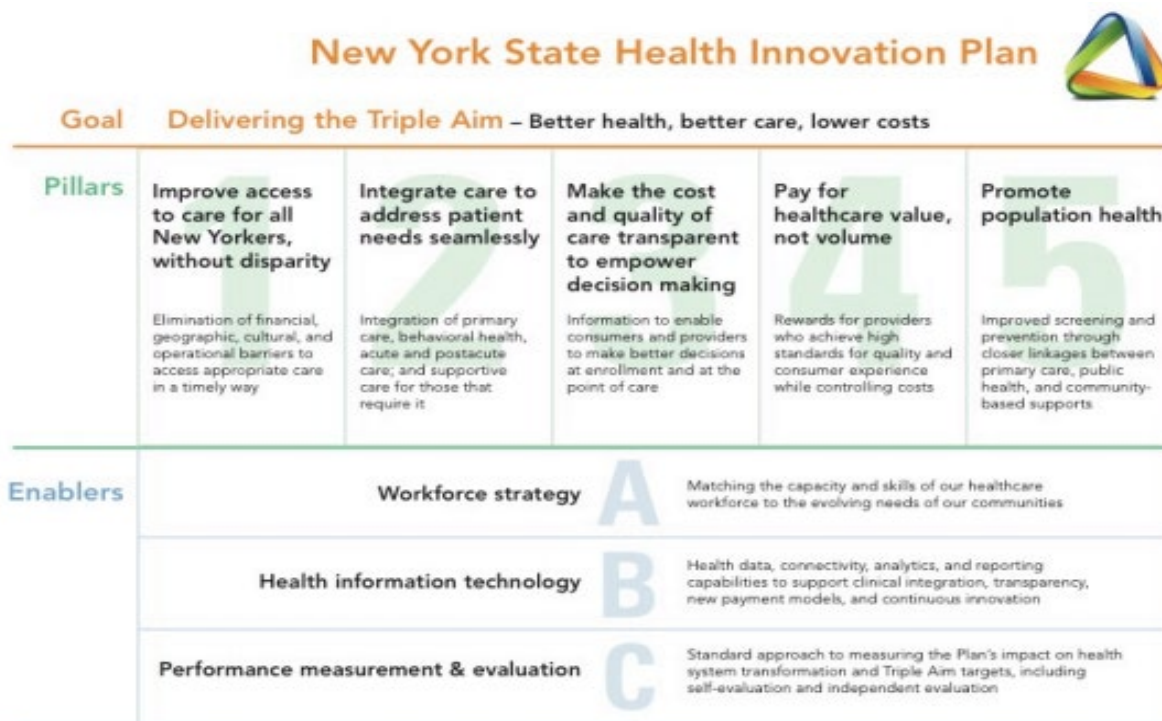 New York State Health Innovation Plan
Goal Delivering the Triple Aim – Better health, better care, lower costs
Pillars
1
Improve access
to care for all
New Yorkers,
without disparity
Elimination of financial,
geographic, cultural, and
operational barriers to
access appropriate care
in a timely way
2
Integrate care to
address patient
needs seamlessly
Integration of primary
care, behavioral health,
acute and postacute
care; and supportive
care for those that
require it
3
Make the cost
and quality of
care transparent
to empower
decision making
Information to enable
consumers and providers
to make better decisions
at enrollment and at the
point of care
4
Pay for
healthcare value,
not volume
Rewards for providers
who achieve high
standards for quality and
consumer experience
while controlling costs
5
Promote
population health
Improved screening and
prevention through
closer linkages between
primary care, public
health, and community-
based supports
Enablers
Workforce strategy
A
Matching the capacity and skills of our healthcare
workforce to the evolving needs of our communities
Health information technology
B
Health data, connectivity, analytics, and reporting
capabilities to support clinical integration, transparency,
new payment models, and continuous innovation
Performance measurement & evaluation
C
Standard approach to measuring the Plan's impact on health
system transformation and Triple Aim targets, including
self-evaluation and independent evaluation